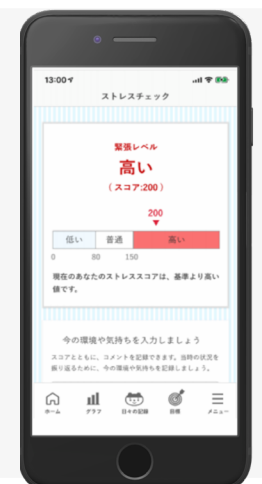 13:00
ストレスチェック
緊張レベル
高い
(スコア:200)
200
低い 普通 高い
0 80 150
現在のあなたのストレススコアは、基準より高い
値です。
今の環境や気持ちを入力しましょう
スコアとともに、コメントを記録できます。当時の状況を
振り返るために、今の環境や気持ちを記録しましょう。
ホーム グラフ 日々の記録 目標 メニュー